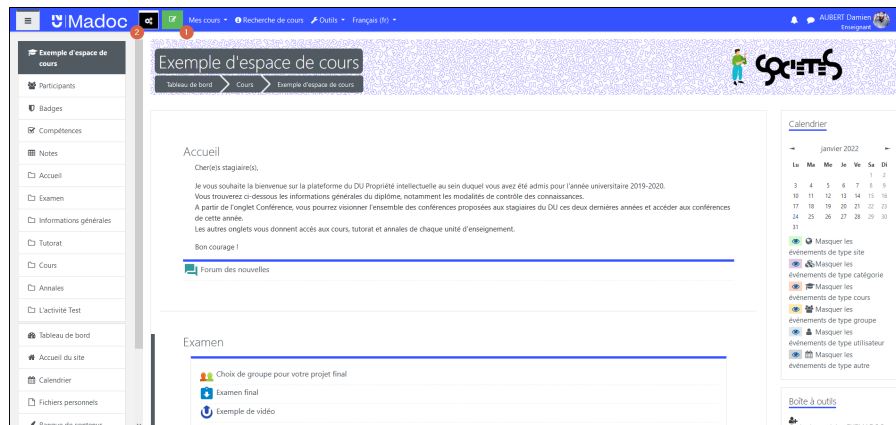 Madoc
Mes cours
Recherche de cours
Outils
Français (fr)
AUBERT Damien
Enseignant
2
1
Exemple d'espace de
cours
Participants
Badges
Compétences
Notes
Accueil
Examen
Informations générales
Tutorat
Cours
Annales
L'activité Test
Tableau de bord
Accueil du site
Calendrier
Fichiers personnels
Banque de contenus
Exemple d'espace de cours
Tableau de bord
Cours
Exemple d'espace de cours
SOCIETES
Accueil
Cher(e)s stagiaire(s),
Je vous souhaite la bienvenue sur la plateforme du DU Propriété intellectuelle au sein duquel vous avez été admis pour l'année universitaire 2019-2020.
Vous trouverez ci-dessous les informations générales du diplôme, notamment les modalités de contrôle des connaissances.
A partir de l'onglet Conférence, vous pourrez visionner l'ensemble des conférences proposées aux stagiaires du DU ces deux dernières années et accéder aux conférences
de cette année.
Les autres onglets vous donnent accès aux cours, tutorat et annales de chaque unité d'enseignement.
Bon courage !
Forum des nouvelles
Examen
Choix de groupe pour votre projet final
Examen final
Exemple de vidéo
Calendrier
janvier 2022
Lu Ma Me Je Ve Sa Di
1 2
3 4 5 6 7 8 9
10 11 12 13 14 15 16
17 18 19 20 21 22 23
24 25 26 27 28 29 30
31
Masquer les
événements de type site
Masquer les
événements de type catégorie
Masquer les
événements de type cours
Masquer les
événements de type groupe
Masquer les
événements de type utilisateur
Masquer les
événements de type autre
Boîte à outils